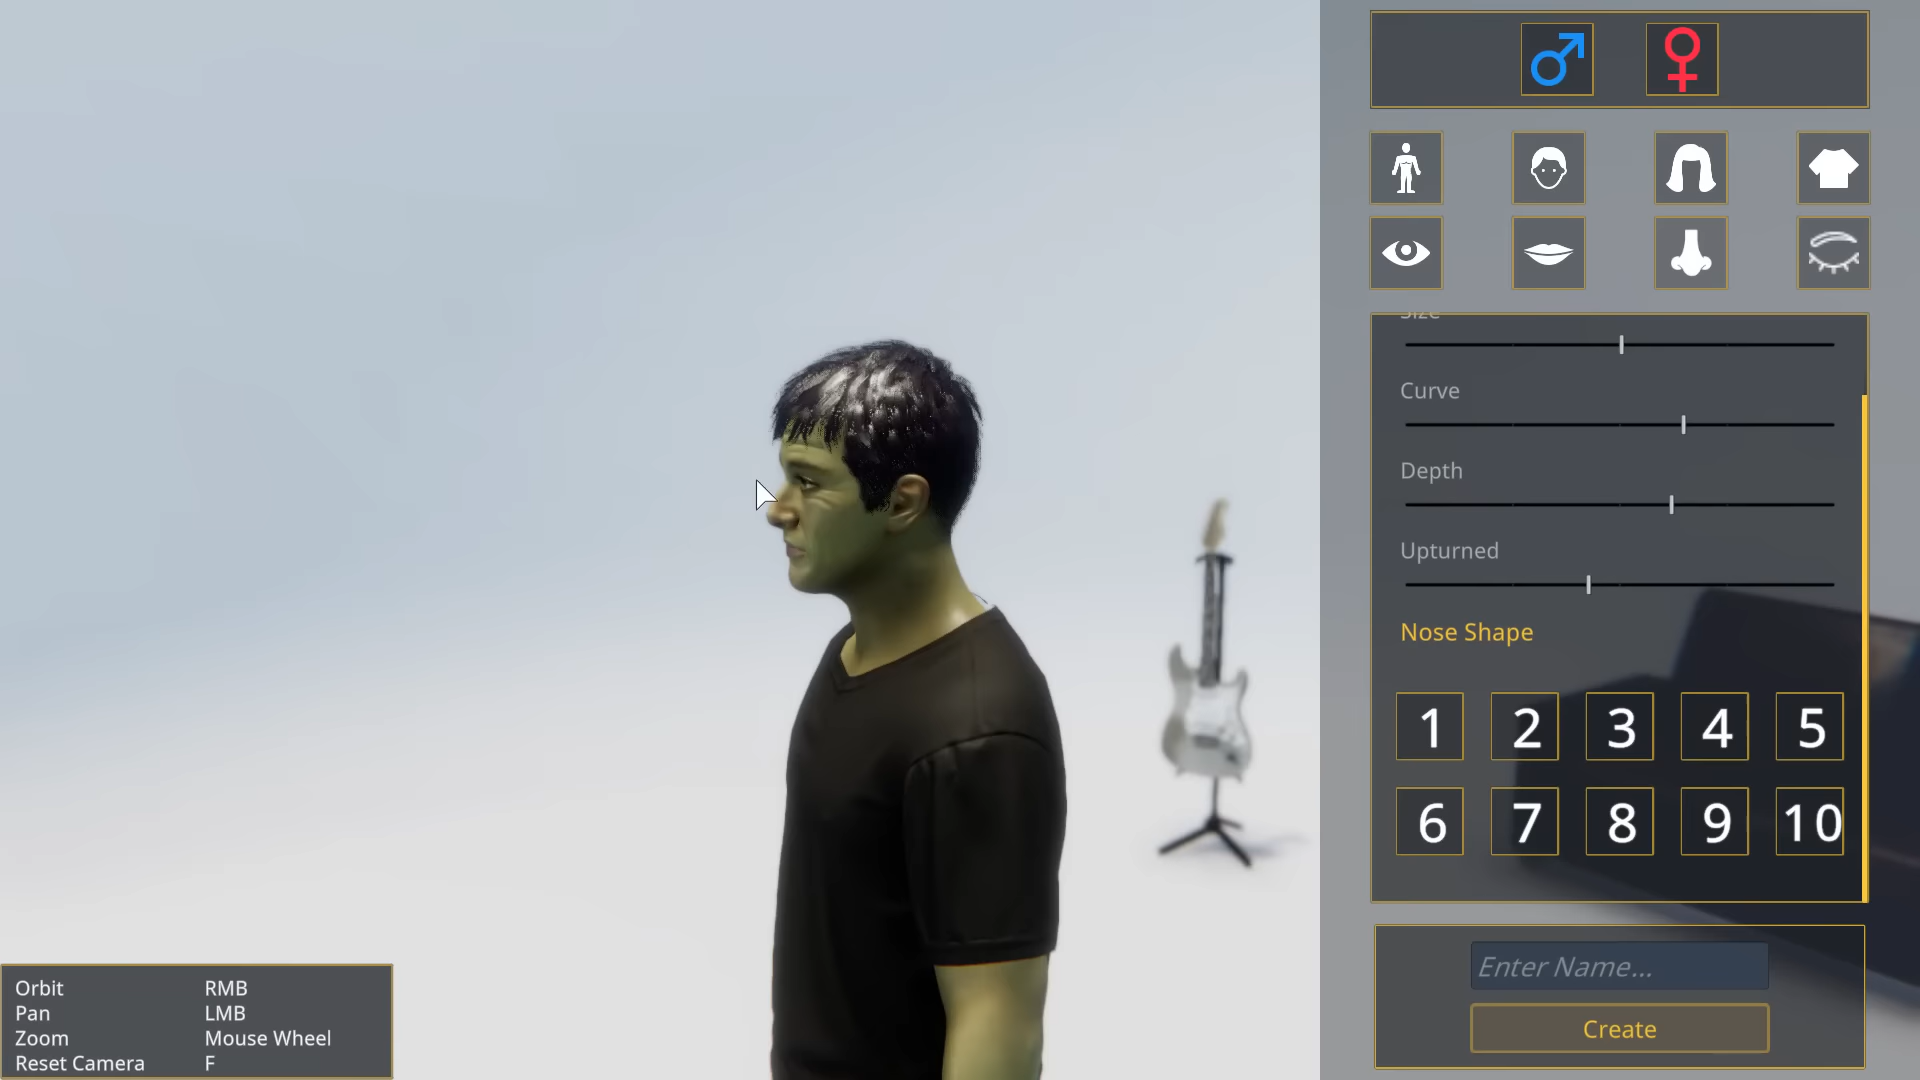 Size
Curve
Depth
Upturned
Nose Shape
1 2 3 4 5
6 7 8 9 10
Enter Name...
Create
Orbit RMB
Pan LMB
Zoom Mouse Wheel
Reset Camera F